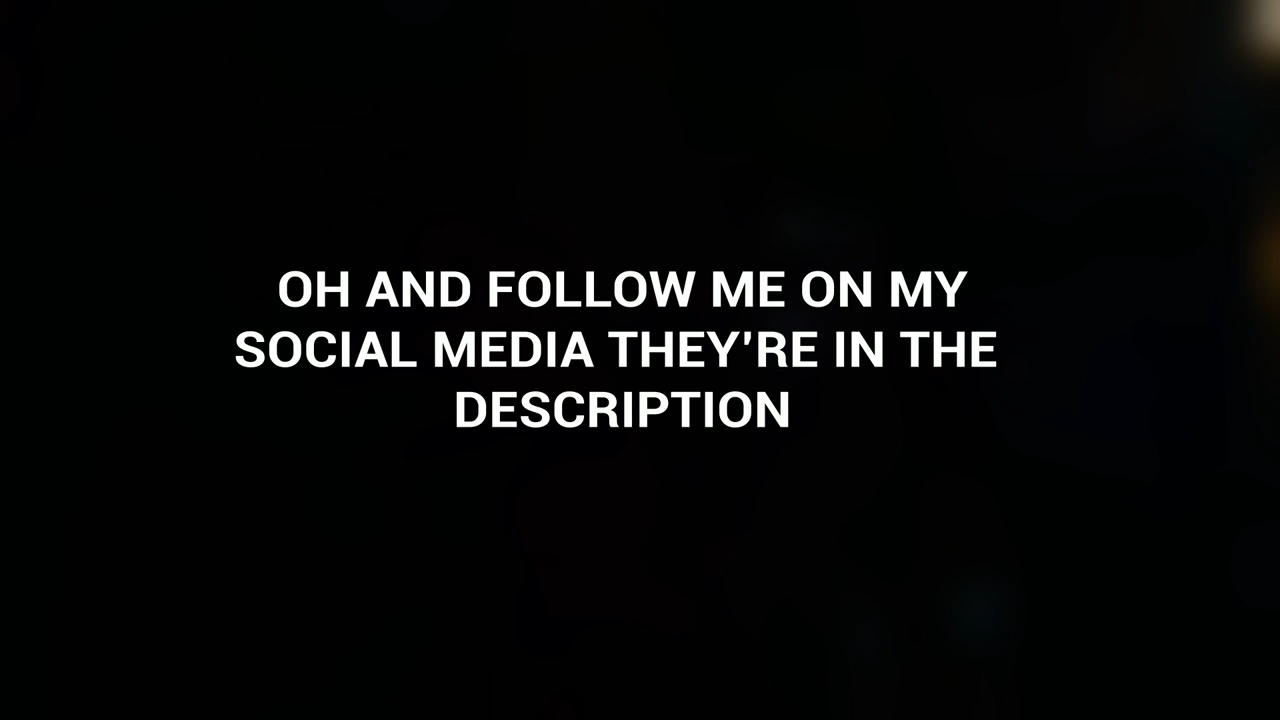 OH AND FOLLOW ME ON MY
SOCIAL MEDIA THEY'RE IN THE
DESCRIPTION